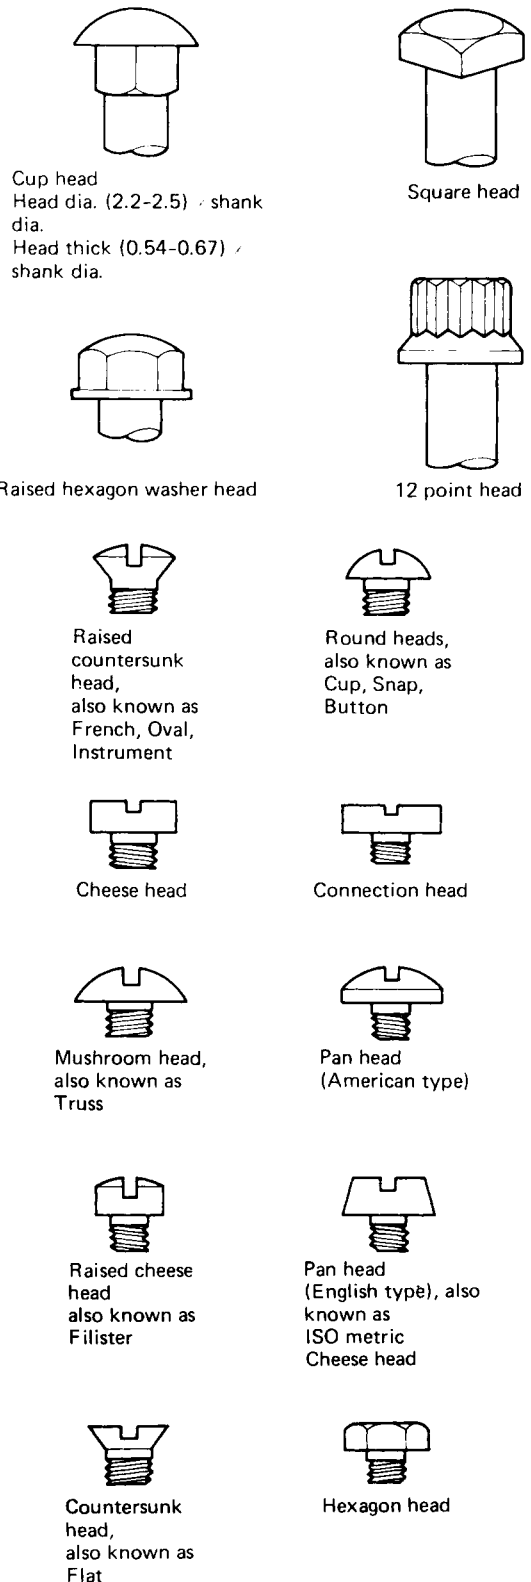 Cup head
Head dia. (2.2-2.5) × shank
dia.
Head thick (0.54-0.67) ×
shank dia.
Square head
Raised hexagon washer head
12 point head
Raised
countersunk
head,
also known as
French, Oval,
Instrument
Round heads,
also known as
Cup, Snap,
Button
Cheese head
Connection head
Mushroom head,
also known as
Truss
Pan head
(American type)
Raised cheese
head
also known as
Filister
Pan head
(English type), also
known as
ISO metric
Cheese head
Countersunk
head,
also known as
Flat
Hexagon head